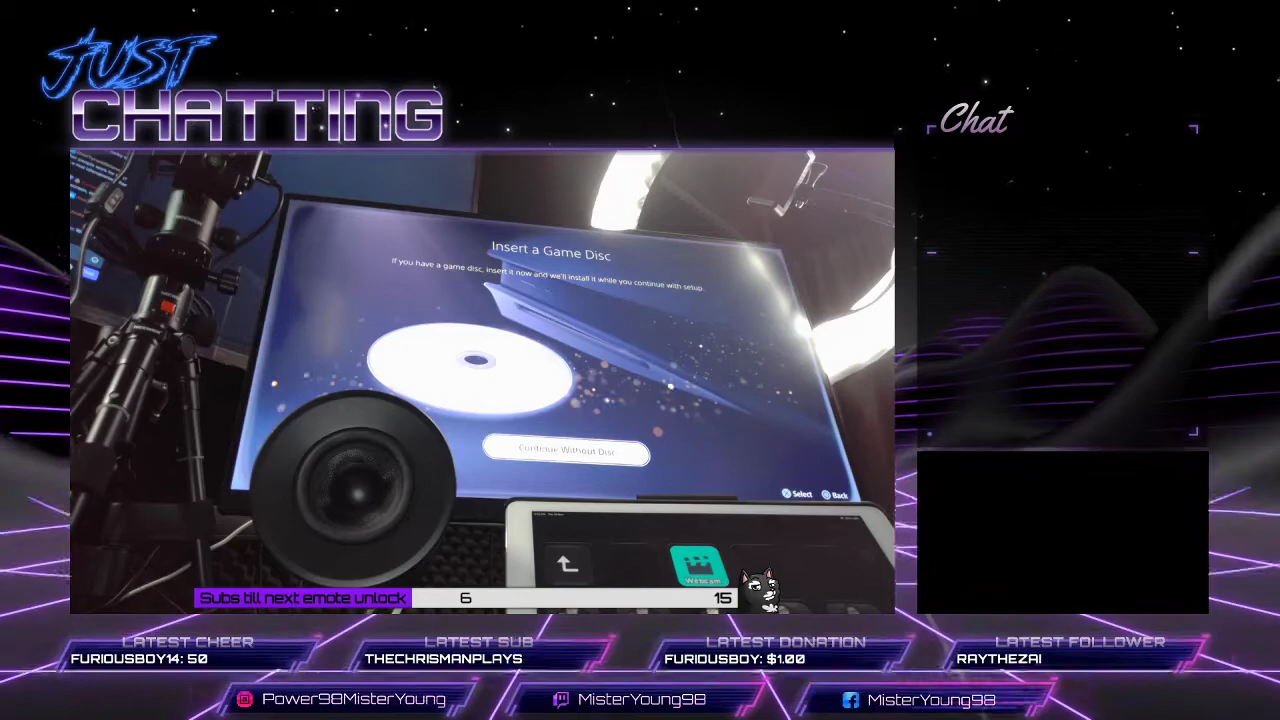 JUST
CHATTING
Chat
Insert a Game Disc
If you have a game disc, insert it now and we'll install it while you continue with setup.
Continue Without Disc
Select
Back
Webcam
Subs till next emote unlock
6
15
LATEST CHEER
FURIOUSBOY14: 50
LATEST SUB
THECHRISMANPLAYS
LATEST DONATION
FURIOUSBOY: $1.00
LATEST FOLLOWER
RAYTHEZAI
Power98MisterYoung
MisterYoung98
MisterYoung98